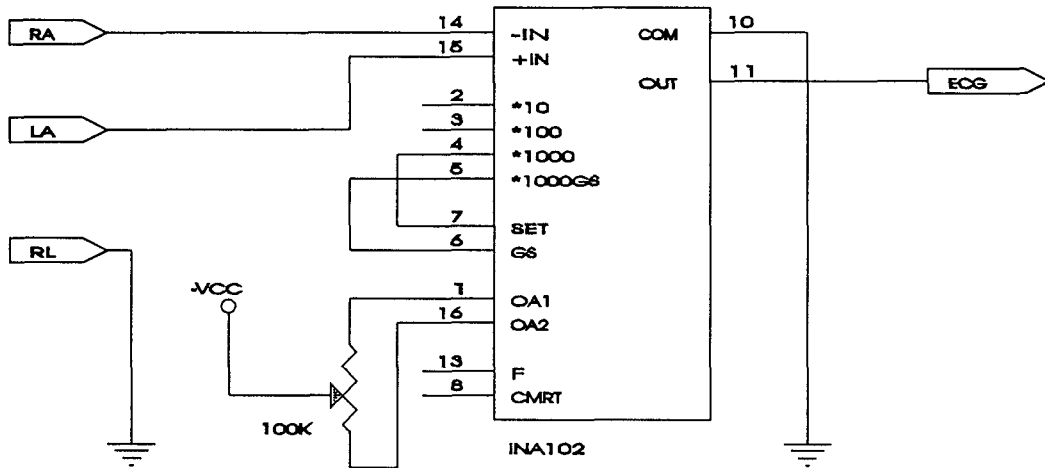 RA
14
-IN
COM
10
15
+IN
OUT
11
ECG
LA
2
*10
3
*100
4
*1000
5
*1000GS
7
SET
6
GS
RL
-VCC
1
OA1
16
OA2
13
F
8
CMRT
100K
INA102